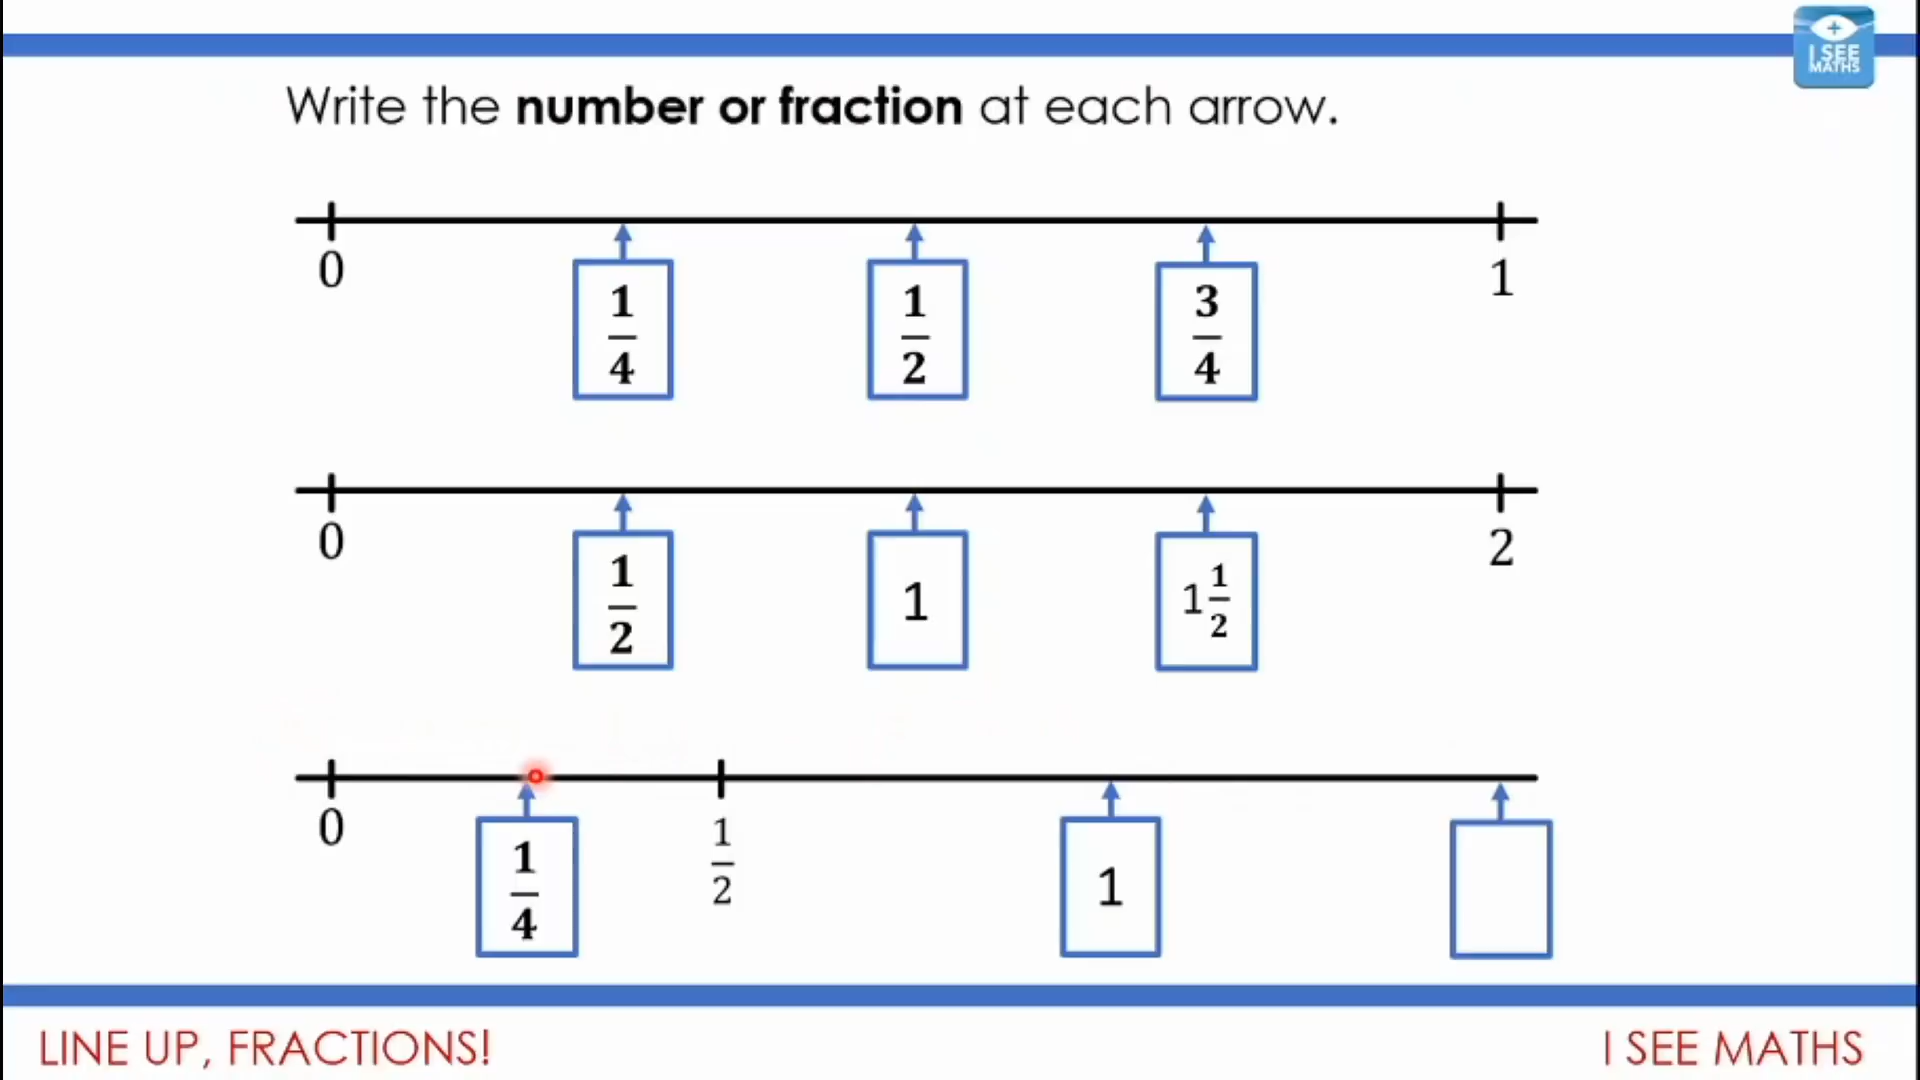 I SEE
MATHS
Write the number or fraction at each arrow.
0 1/4 1/2 3/4 1
0 1/2 1 1 1/2 2
0 1/4 1/2 1
LINE UP, FRACTIONS! I SEE MATHS